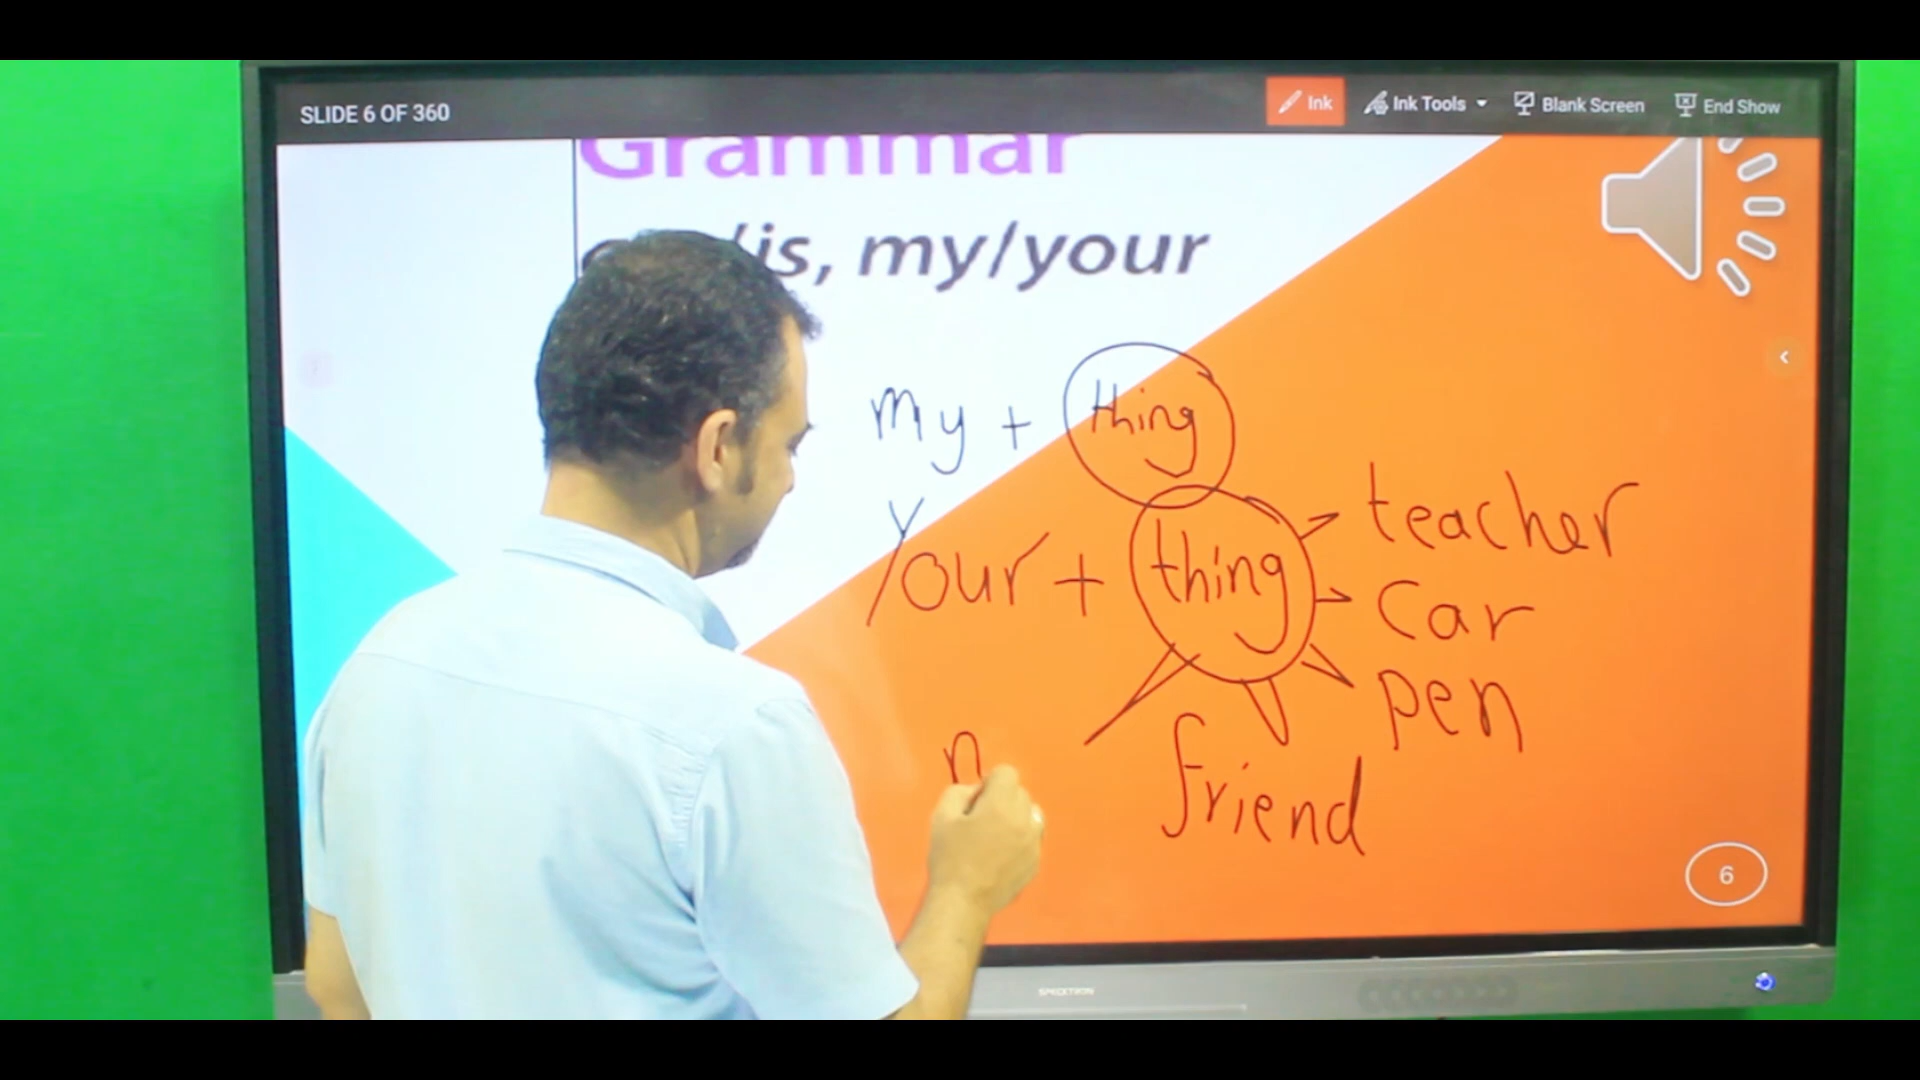 SLIDE 6 OF 360
Ink
Ink Tools
Blank Screen
End Show
Grammar
/is, my/your
my + thing
Your + thing
teacher
car
pen
friend
n
6